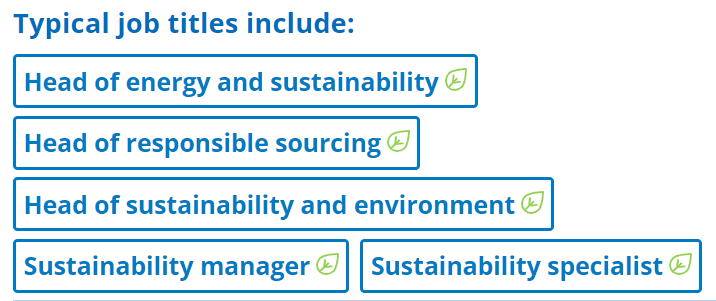 Typical job titles include:
Head of energy and sustainability
Head of responsible sourcing
Head of sustainability and environment
Sustainability manager
Sustainability specialist